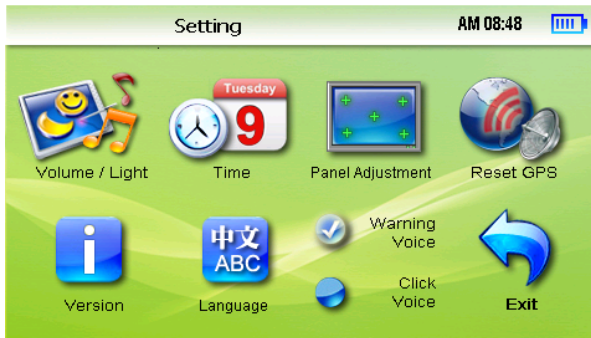 Setting
AM 08:48
Tuesday
9
Volume / Light
Time
Panel Adjustment
Reset GPS
i
中文
ABC
Warning
Voice
Click
Voice
Version
Language
Exit